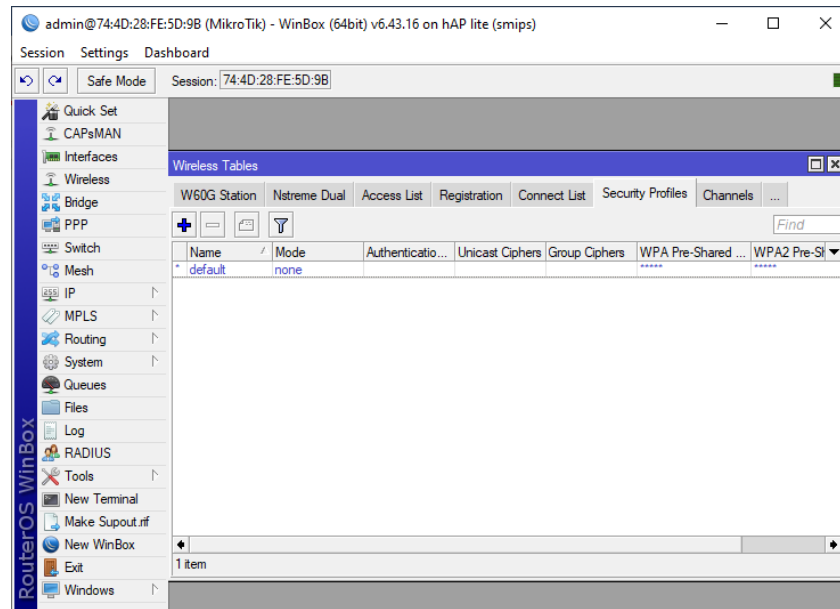 admin@74:4D:28:FE:5D:9B (MikroTik) - WinBox (64bit) v6.43.16 on hAP lite (smips)
Session Settings Dashboard
Safe Mode Session: 74:4D:28:FE:5D:9B
Quick Set
CAPsMAN
Interfaces
Wireless
Bridge
PPP
Switch
Mesh
IP
MPLS
Routing
System
Queues
Files
Log
RADIUS
Tools
New Terminal
Make Supout.rif
New WinBox
Exit
Windows
RouterOS WinBox
Wireless Tables
W60G Station Nstreme Dual Access List Registration Connect List Security Profiles Channels ...
Find
Name Mode Authenticatio... Unicast Ciphers Group Ciphers WPA Pre-Shared ... WPA2 Pre-Sh
* default none ***** *****
1 item